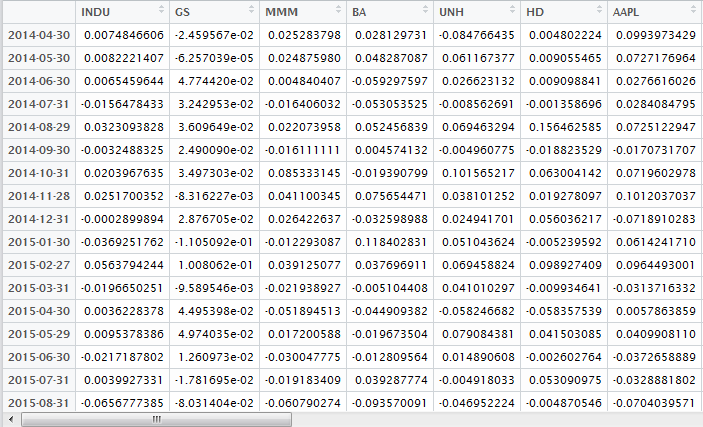 INDU GS MMM BA UNH HD AAPL
2014-04-30 0.0074846606 -2.459567e-02 0.025283798 0.028129731 -0.084766435 0.004802224 0.0993973429
2014-05-30 0.0082221407 -6.257039e-05 0.024875980 0.048287087 0.061167377 0.009055465 0.0727176964
2014-06-30 0.0065459644 4.774420e-02 0.004840407 -0.059297597 0.026623132 0.009098841 0.0276616026
2014-07-31 -0.0156478433 3.242953e-02 -0.016406032 -0.053053525 -0.008562691 -0.001358696 0.0284084795
2014-08-29 0.0323093828 3.609649e-02 0.022073958 0.052456839 0.069463294 0.156462585 0.0725122947
2014-09-30 -0.0032488325 2.490090e-02 -0.016111111 0.004574132 -0.004960775 -0.018823529 -0.0170731707
2014-10-31 0.0203967635 3.497303e-02 0.085333145 -0.019390799 0.101565217 0.063004142 0.0719602978
2014-11-28 0.0251700352 -8.316227e-03 0.041100345 0.075654471 0.038101252 0.019278097 0.1012037037
2014-12-31 -0.0002899894 2.876705e-02 0.026422637 -0.032598988 0.024941701 0.056036217 -0.0718910283
2015-01-30 -0.0369251762 -1.105092e-01 -0.012293087 0.118402831 0.051043624 -0.005239592 0.0614241710
2015-02-27 0.0563794244 1.008062e-01 0.039125077 0.037696911 0.069458824 0.098927409 0.0964493001
2015-03-31 -0.0196650251 -9.589546e-03 -0.021938927 -0.005104408 0.041010297 -0.009934641 -0.0313716332
2015-04-30 0.0036228378 4.495398e-02 -0.051894513 -0.044909382 -0.058246682 -0.058357539 0.0057863859
2015-05-29 0.0095378386 4.974035e-02 0.017200588 -0.019673504 0.079084381 0.041503085 0.0409908110
2015-06-30 -0.0217187802 1.260973e-02 -0.030047775 -0.012809564 0.014890608 -0.002602764 -0.0372658889
2015-07-31 0.0039927331 -1.781695e-02 -0.019183409 0.039287774 -0.004918033 0.053090975 -0.0328881802
2015-08-31 -0.0656777385 -8.031404e-02 -0.060790274 -0.093570091 -0.046952224 -0.004870546 -0.0704039571